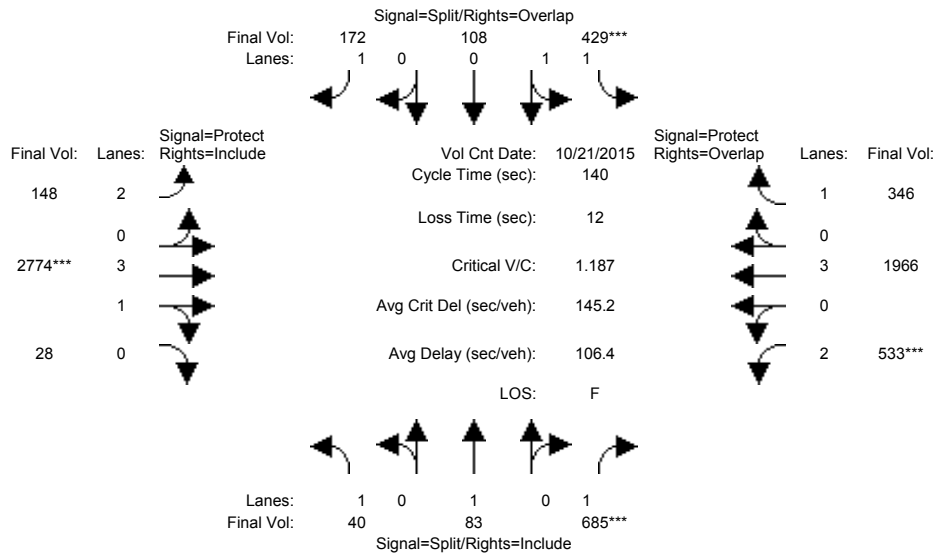 Signal=Split/Rights=Overlap
Final Vol: 172 108 429***
Lanes: 1 0 0 1 1
Signal=Protect
Final Vol: Lanes: Rights=Include
Vol Cnt Date: 10/21/2015
Signal=Protect
Rights=Overlap Lanes: Final Vol:
Cycle Time (sec): 140
148 2
1 346
Loss Time (sec): 12
0
0
2774*** 3
Critical V/C: 1.187
3 1966
1
Avg Crit Del (sec/veh): 145.2
0
28 0
Avg Delay (sec/veh): 106.4
2 533***
LOS: F
Lanes: 1 0 1 0 1
Final Vol: 40 83 685***
Signal=Split/Rights=Include